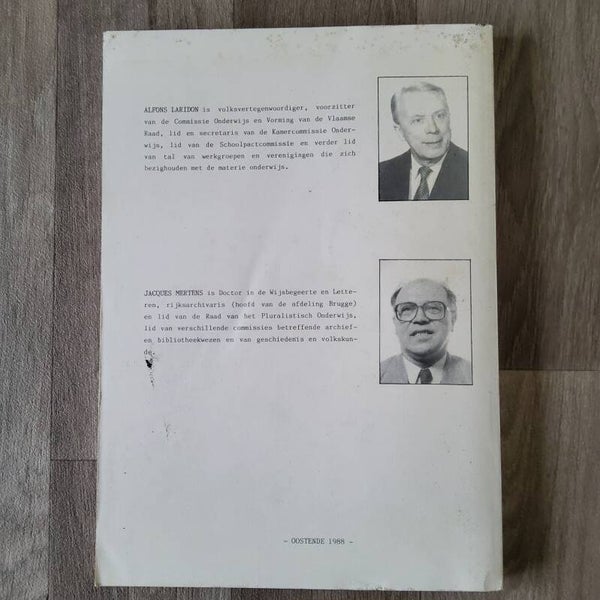 ALFONS LARIDON is volksvertegenwoordiger, voorzitter
van de Commissie Onderwijs en Vorming van de Vlaamse
Raad, lid en secretaris van de Kamercommissie Onder-
wijs, lid van de Schoolpactcommissie en verder lid
van tal van werkgroepen en verenigingen die zich
bezighouden met de materie onderwijs.
JACQUES MERTENS is Doctor in de Wijsbegeerte en Lette-
ren, rijksarchivaris (hoofd van de afdeling Brugge)
en lid van de Raad van het Pluralistisch Onderwijs,
lid van verschillende commissies betreffende archief-
en bibliotheekwezen en van geschiedenis en volkskun-
de.
- OOSTENDE 1988 -